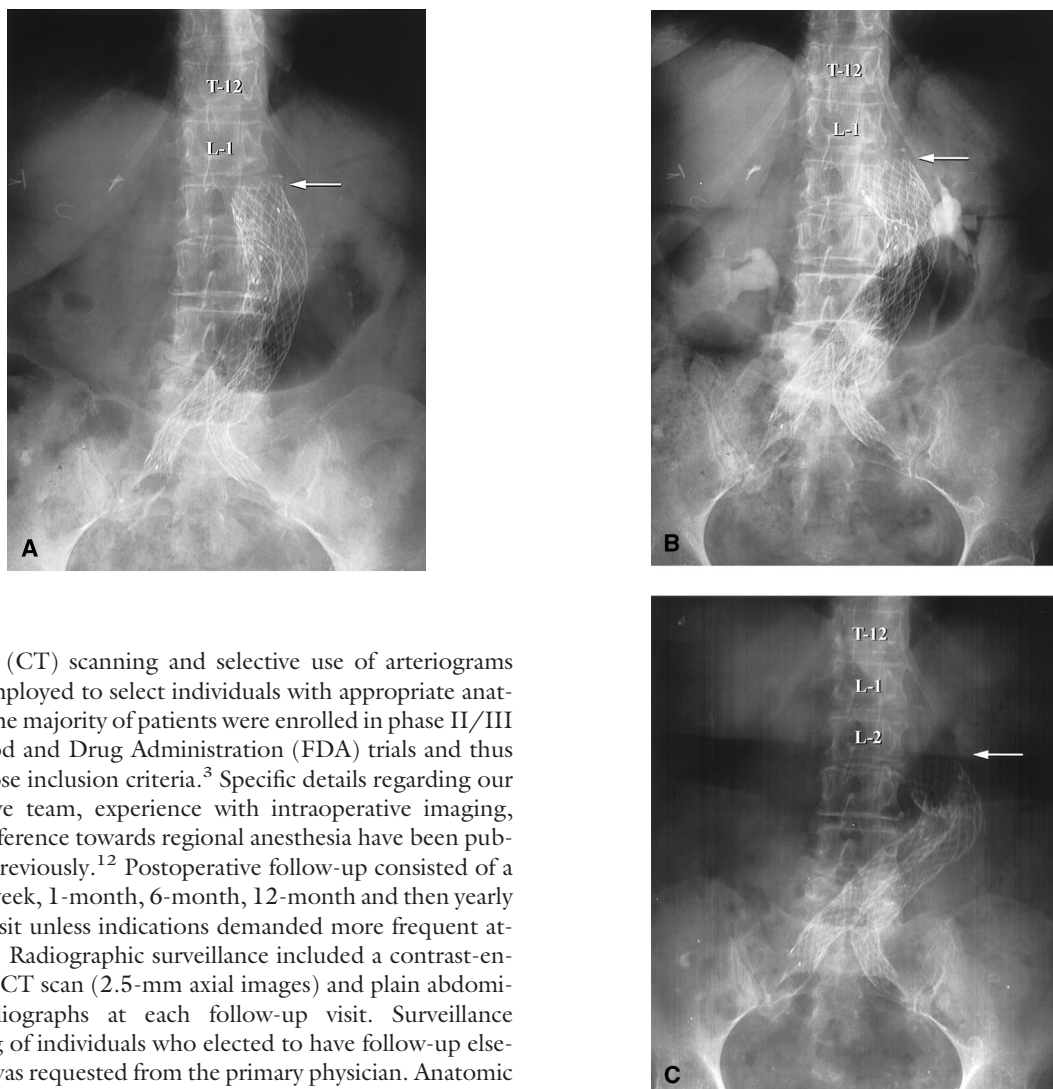 T-12
L-1
A
T-12
L-1
B
T-12
L-1
L-2
C
(CT) scanning and selective use of arteriograms
mployed to select individuals with appropriate anat-
ne majority of patients were enrolled in phase II/III
od and Drug Administration (FDA) trials and thus
ose inclusion criteria.³ Specific details regarding our
ve team, experience with intraoperative imaging,
ference towards regional anesthesia have been pub-
reviously.¹² Postoperative follow-up consisted of a
week, 1-month, 6-month, 12-month and then yearly
sit unless indications demanded more frequent at-
Radiographic surveillance included a contrast-en-
CT scan (2.5-mm axial images) and plain abdomi-
diographs at each follow-up visit. Surveillance
g of individuals who elected to have follow-up else-
was requested from the primary physician. Anatomic